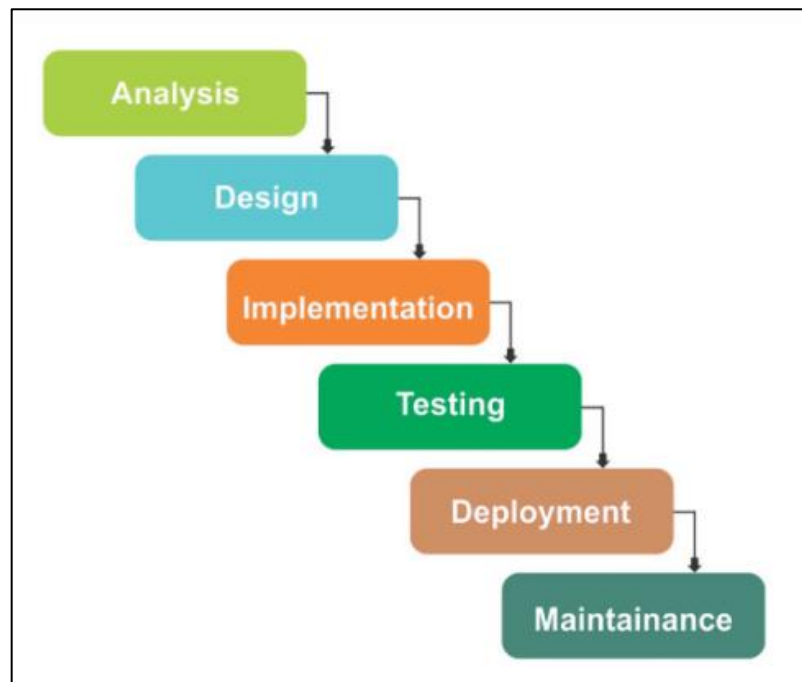 Analysis
Design
Implementation
Testing
Deployment
Maintainance